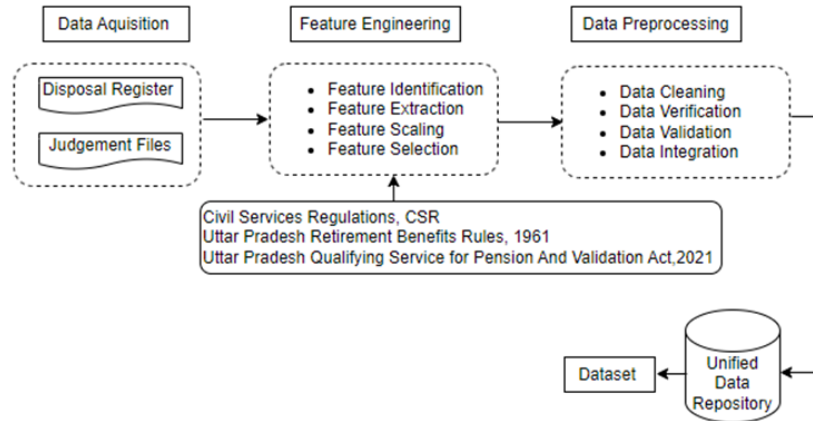 Data Aquisition
Disposal Register
Judgement Files
Feature Engineering
• Feature Identification
• Feature Extraction
• Feature Scaling
• Feature Selection
Data Preprocessing
• Data Cleaning
• Data Verification
• Data Validation
• Data Integration
Civil Services Regulations, CSR
Uttar Pradesh Retirement Benefits Rules, 1961
Uttar Pradesh Qualifying Service for Pension And Validation Act,2021
Unified
Data
Repository
Dataset